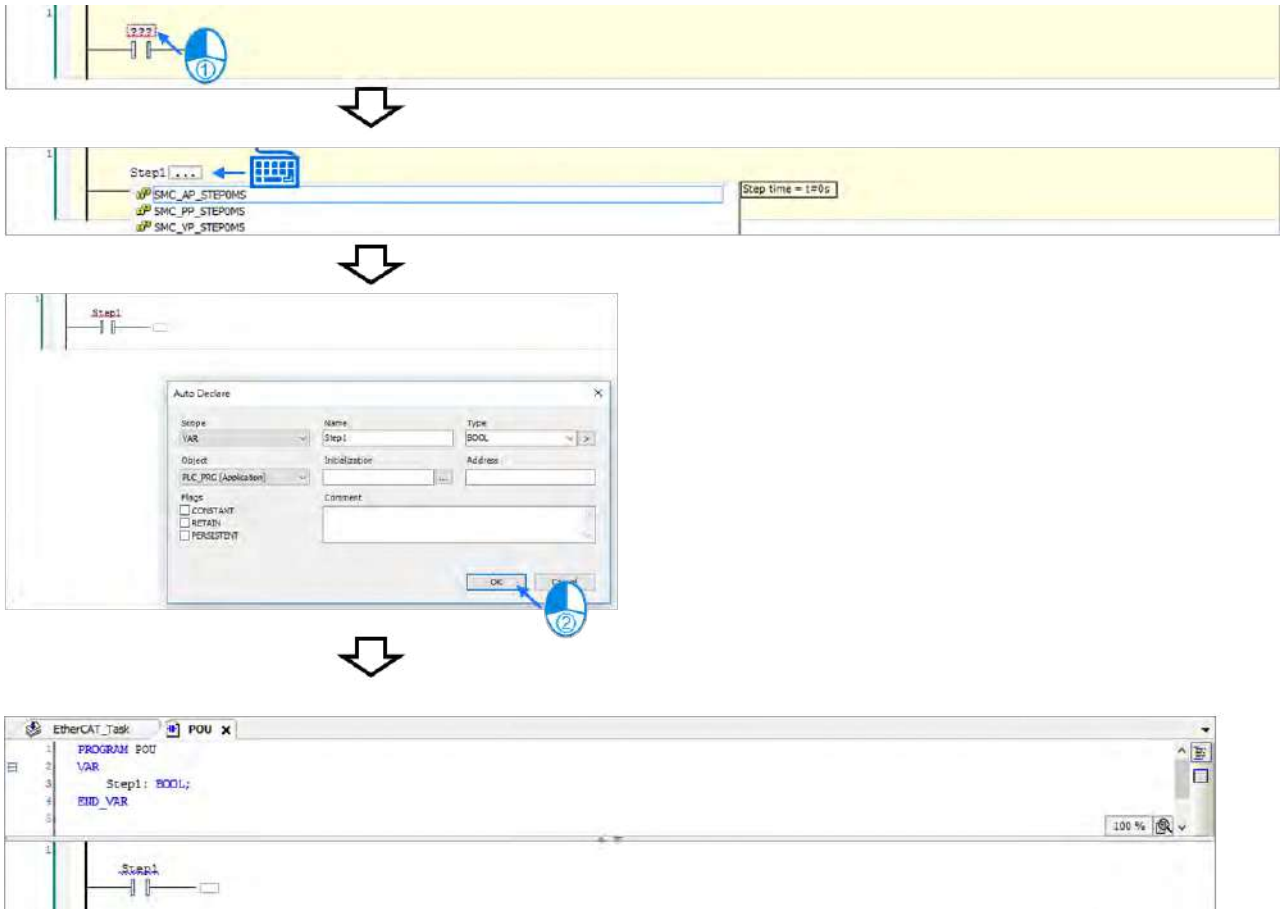 1
???
①
1
Step1 ...
SMC_AP_STEP0MS
Step time = t#0s
SMC_PP_STEP0MS
SMC_VP_STEP0MS
1
Step1
Auto Declare
Scope Name Type
VAR Step1 BOOL >
Object Initialization Address
PLC_PRG [Application] ...
Flags Comment
CONSTANT
RETAIN
PERSISTENT
OK Cancel
②
EtherCAT_Task POU X
1 PROGRAM POU
2 VAR
3 Step1: BOOL;
4 END_VAR
5
100 %
1
Step1